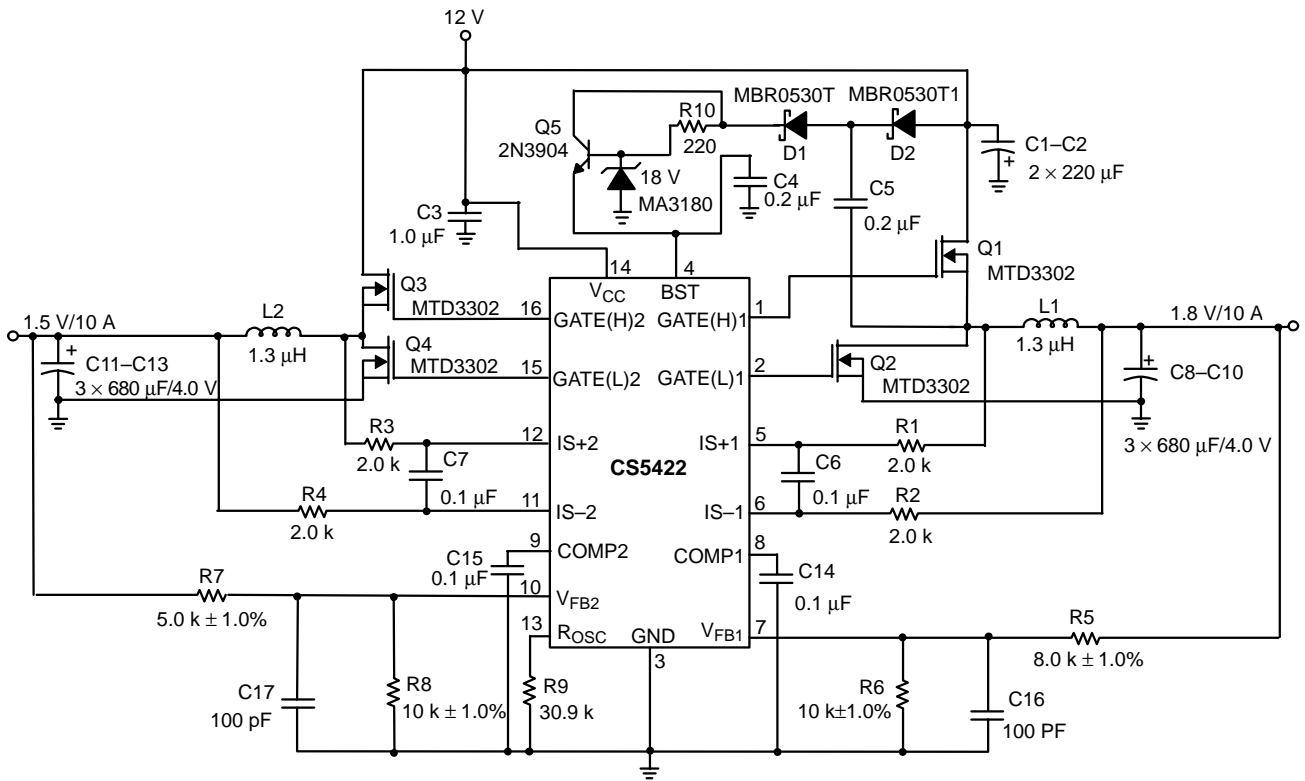 12 V
MBR0530T
MBR0530T1
R10
220
D1
D2
Q5
2N3904
18 V
MA3180
C4
0.2 µF
C5
0.2 µF
C1–C2
+
2 × 220 µF
C3
1.0 µF
14
4
VCC
BST
Q3
MTD3302
16
GATE(H)2
GATE(H)1
1
Q1
MTD3302
1.5 V/10 A
L2
1.3 µH
L1
1.3 µH
1.8 V/10 A
+
C11–C13
3 × 680 µF/4.0 V
Q4
MTD3302
15
GATE(L)2
GATE(L)1
2
Q2
MTD3302
+
C8–C10
3 × 680 µF/4.0 V
R3
2.0 k
12
IS+2
IS+1
5
R1
2.0 k
C7
0.1 µF
CS5422
C6
0.1 µF
R4
2.0 k
11
IS–2
IS–1
6
R2
2.0 k
9
COMP2
COMP1
8
C15
0.1 µF
C14
0.1 µF
R7
5.0 k ± 1.0%
10
VFB2
13
ROSC
GND
3
VFB1
7
R5
8.0 k ± 1.0%
C17
100 pF
R8
10 k ± 1.0%
R9
30.9 k
R6
10 k±1.0%
C16
100 PF